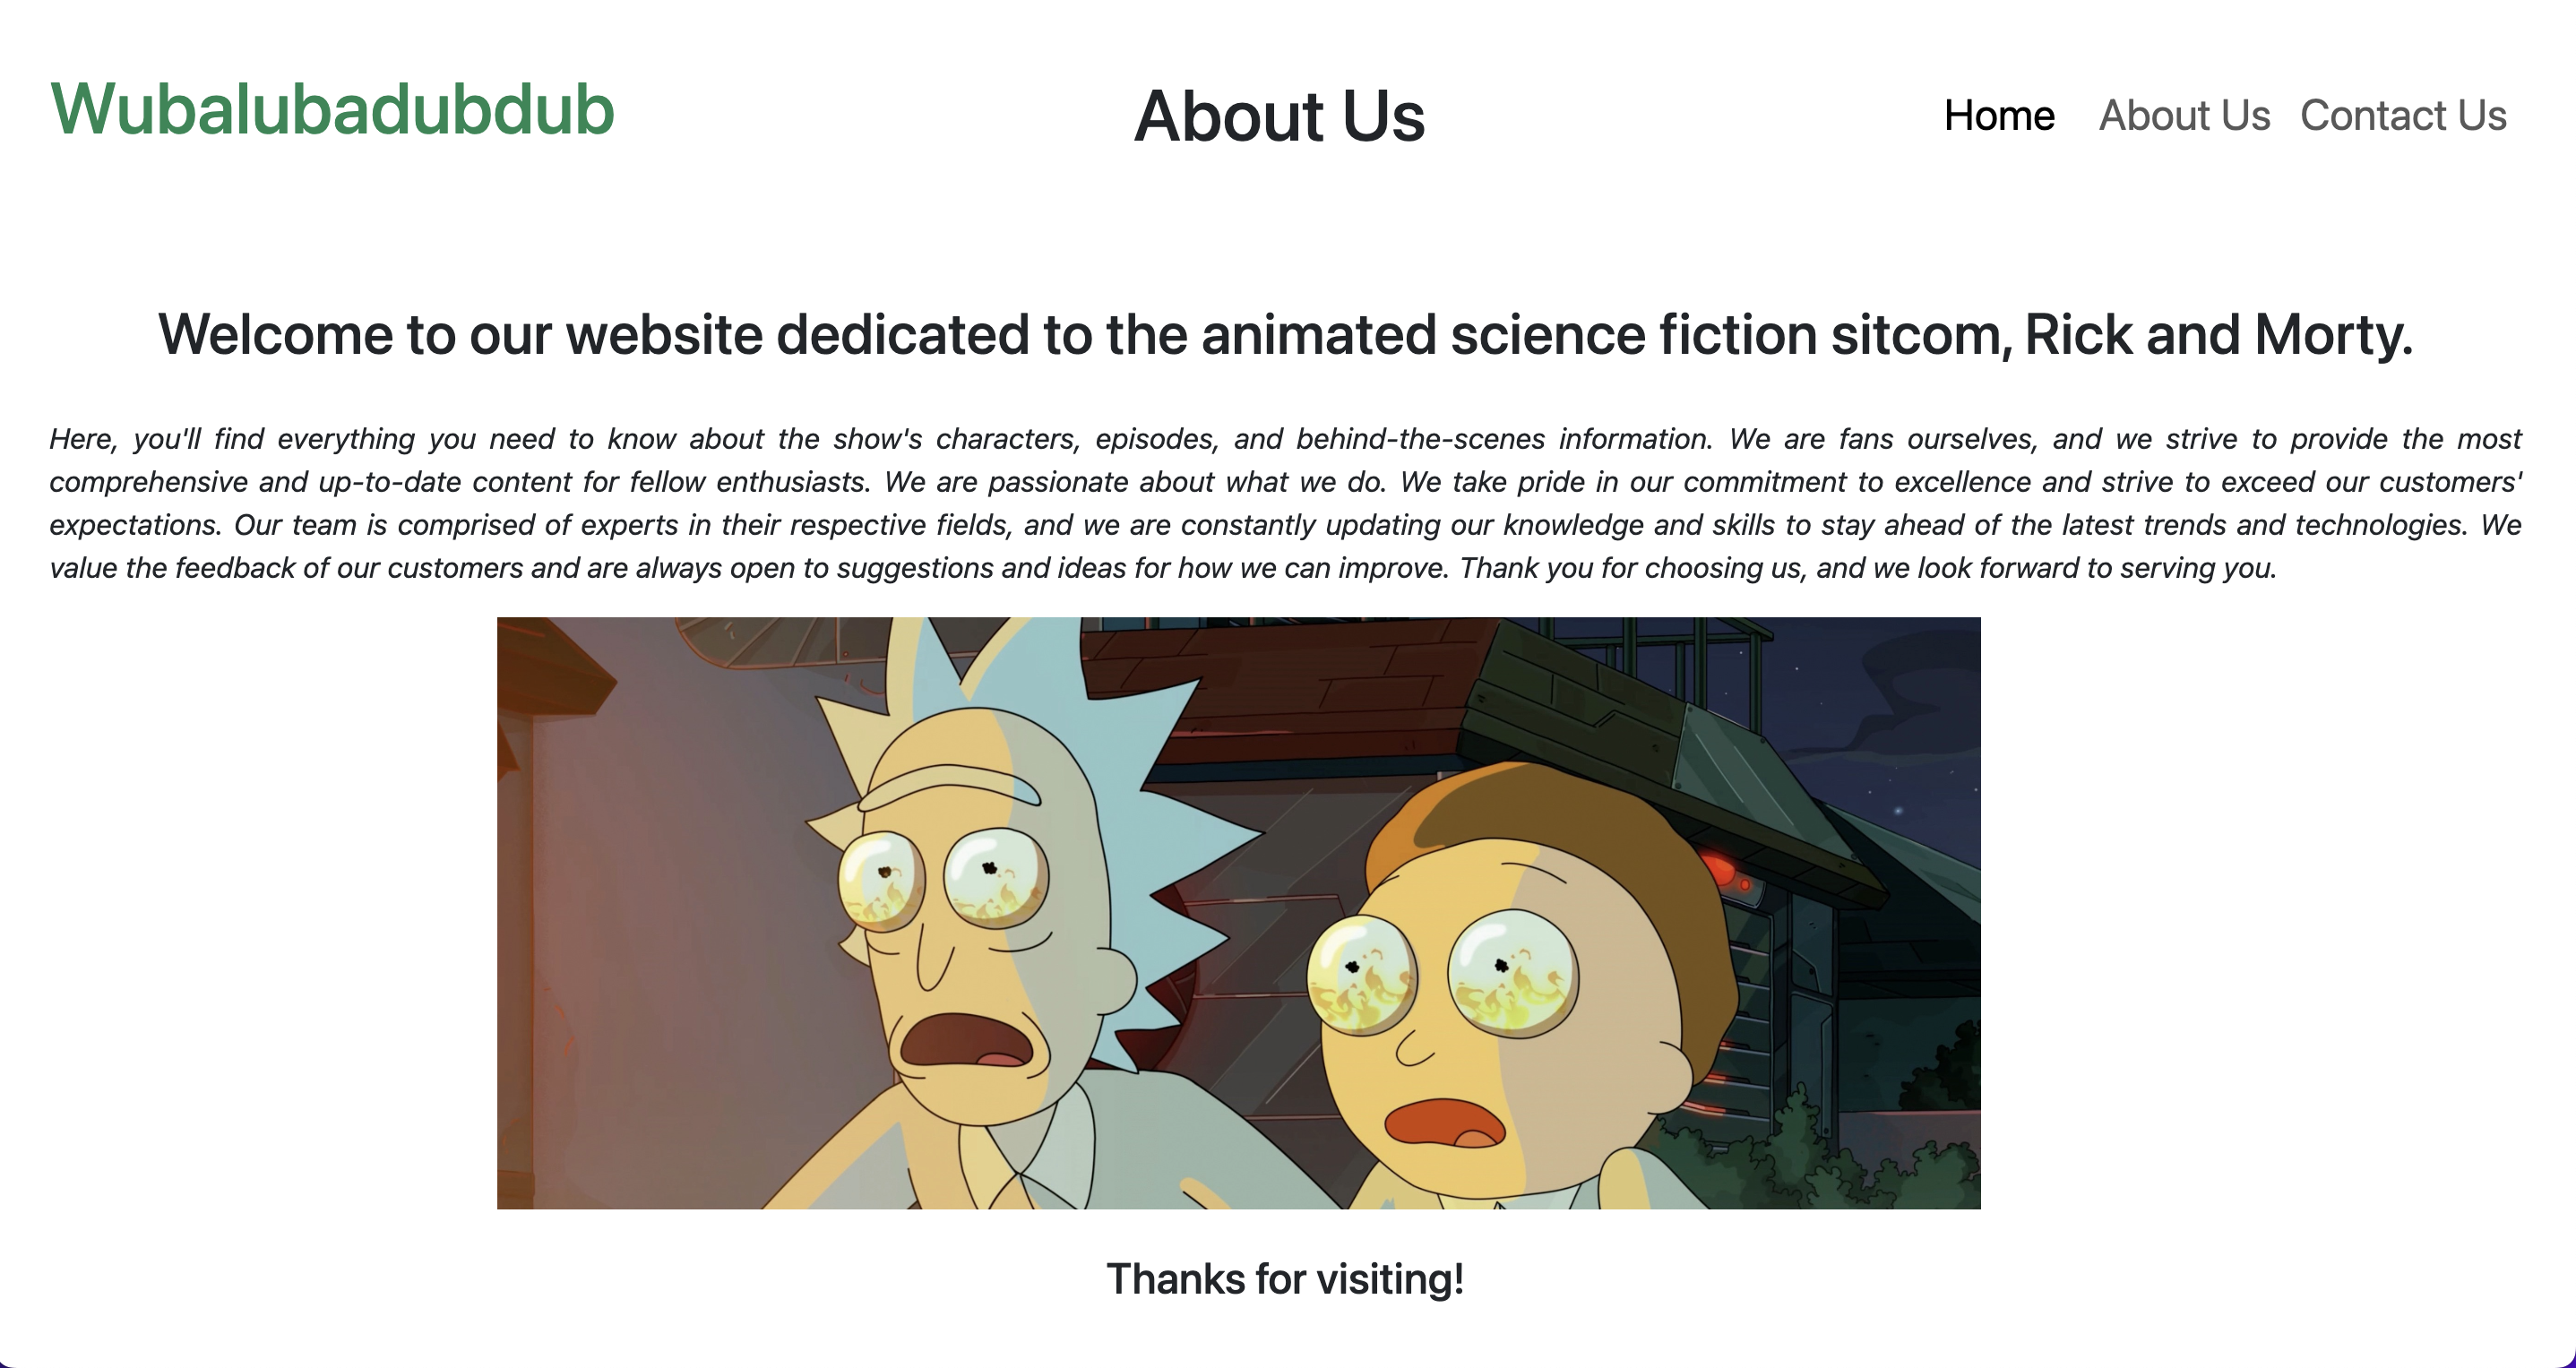 Wubalubadubdub
About Us
Home About Us Contact Us
Welcome to our website dedicated to the animated science fiction sitcom, Rick and Morty.
Here, you'll find everything you need to know about the show's characters, episodes, and behind-the-scenes information. We are fans ourselves, and we strive to provide the most
comprehensive and up-to-date content for fellow enthusiasts. We are passionate about what we do. We take pride in our commitment to excellence and strive to exceed our customers'
expectations. Our team is comprised of experts in their respective fields, and we are constantly updating our knowledge and skills to stay ahead of the latest trends and technologies. We
value the feedback of our customers and are always open to suggestions and ideas for how we can improve. Thank you for choosing us, and we look forward to serving you.
Thanks for visiting!